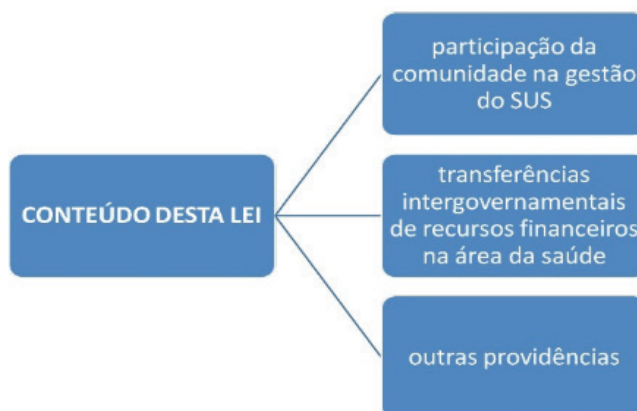 participação da
comunidade na gestão
do SUS
CONTEÚDO DESTA LEI
transferências
intergovernamentais
de recursos financeiros
na área da saúde
outras providências